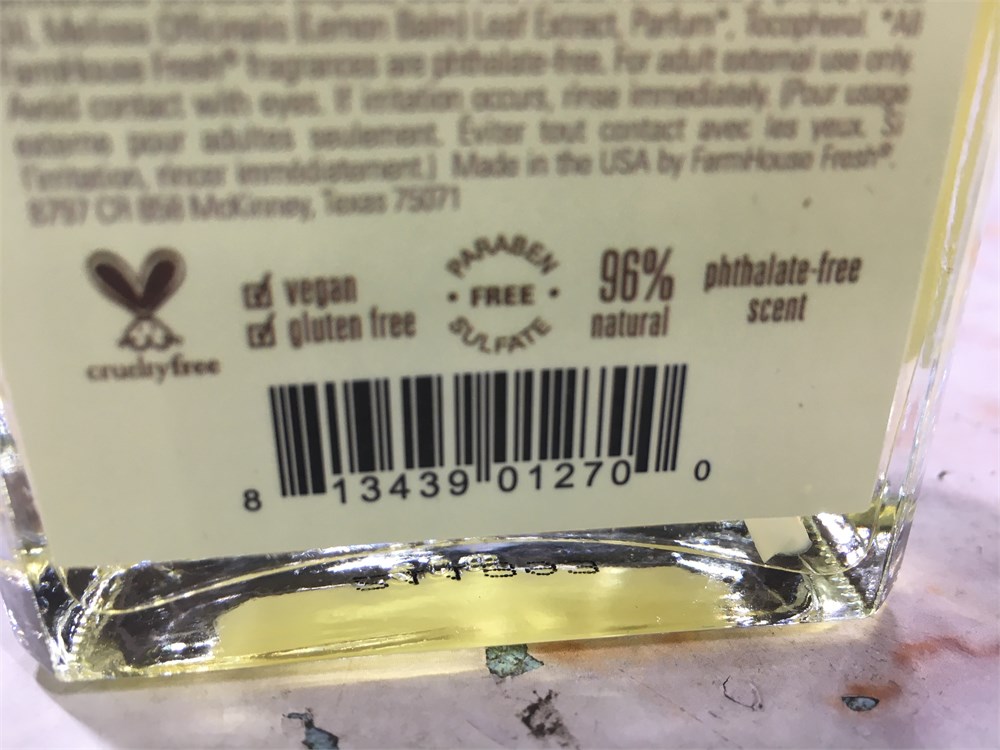 Melissa Officinalis (Lemon Balm) Leaf Extract, Parfum*, Tocopherol. *All
FarmHouse Fresh® fragrances are phthalate-free. For adult external use only.
Avoid contact with eyes. If irritation occurs, rinse immediately. (Pour usage
externe pour adultes seulement. Éviter tout contact avec les yeux. Si
l'irritation, rincer immédiatement.) Made in the USA by FarmHouse Fresh®.
8797 CR 858 McKinney, Texas 75071
crueltyfree
vegan
gluten free
PARABEN
• FREE •
SULFATE
96%
natural
phthalate-free
scent
8 13439 01270 0